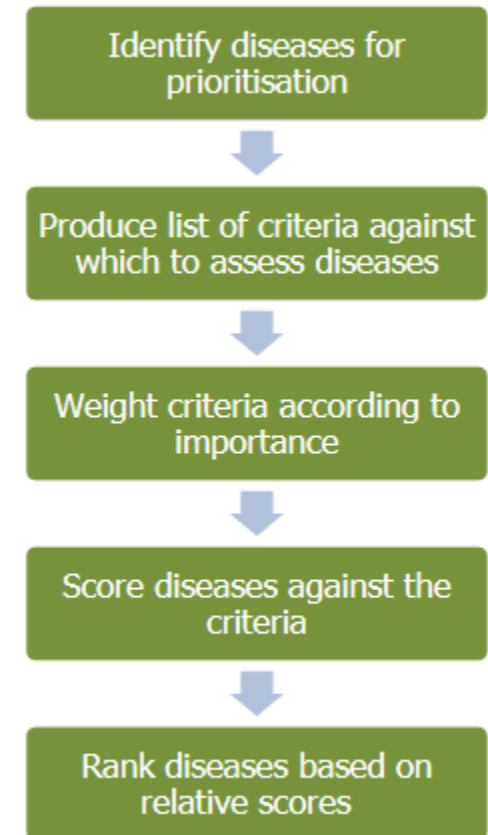 Identify diseases for
prioritisation
Produce list of criteria against
which to assess diseases
Weight criteria according to
importance
Score diseases against the
criteria
Rank diseases based on
relative scores